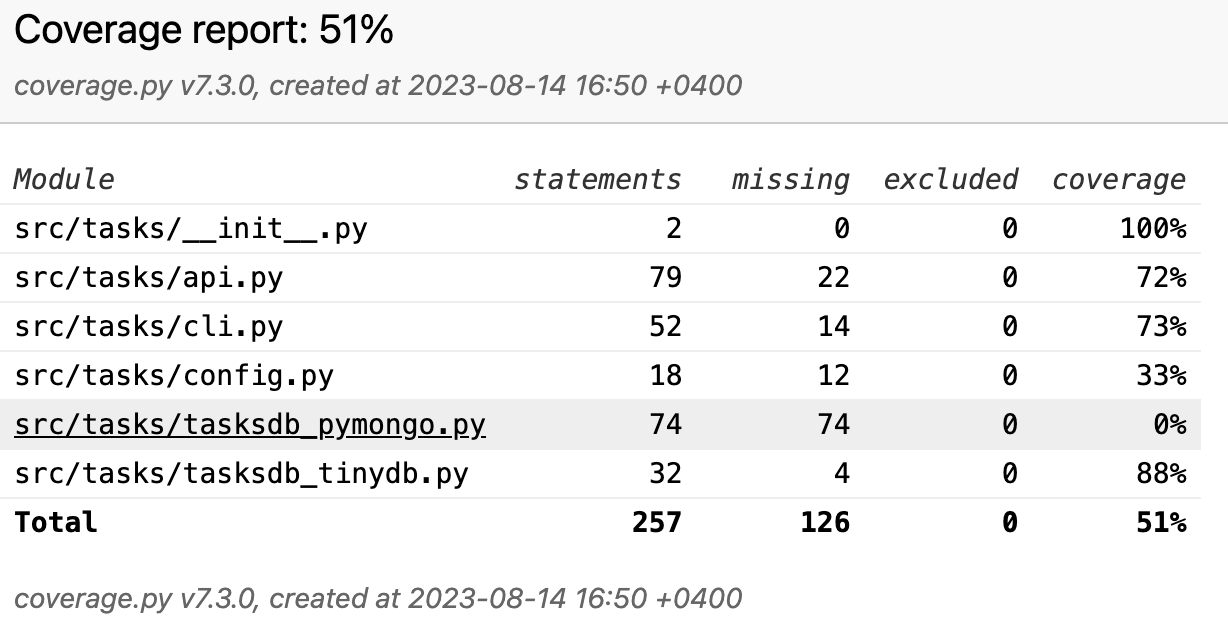 Coverage report: 51%
coverage.py v7.3.0, created at 2023-08-14 16:50 +0400
Module statements missing excluded coverage
src/tasks/__init__.py 2 0 0 100%
src/tasks/api.py 79 22 0 72%
src/tasks/cli.py 52 14 0 73%
src/tasks/config.py 18 12 0 33%
src/tasks/tasksdb_pymongo.py 74 74 0 0%
src/tasks/tasksdb_tinydb.py 32 4 0 88%
Total 257 126 0 51%
coverage.py v7.3.0, created at 2023-08-14 16:50 +0400